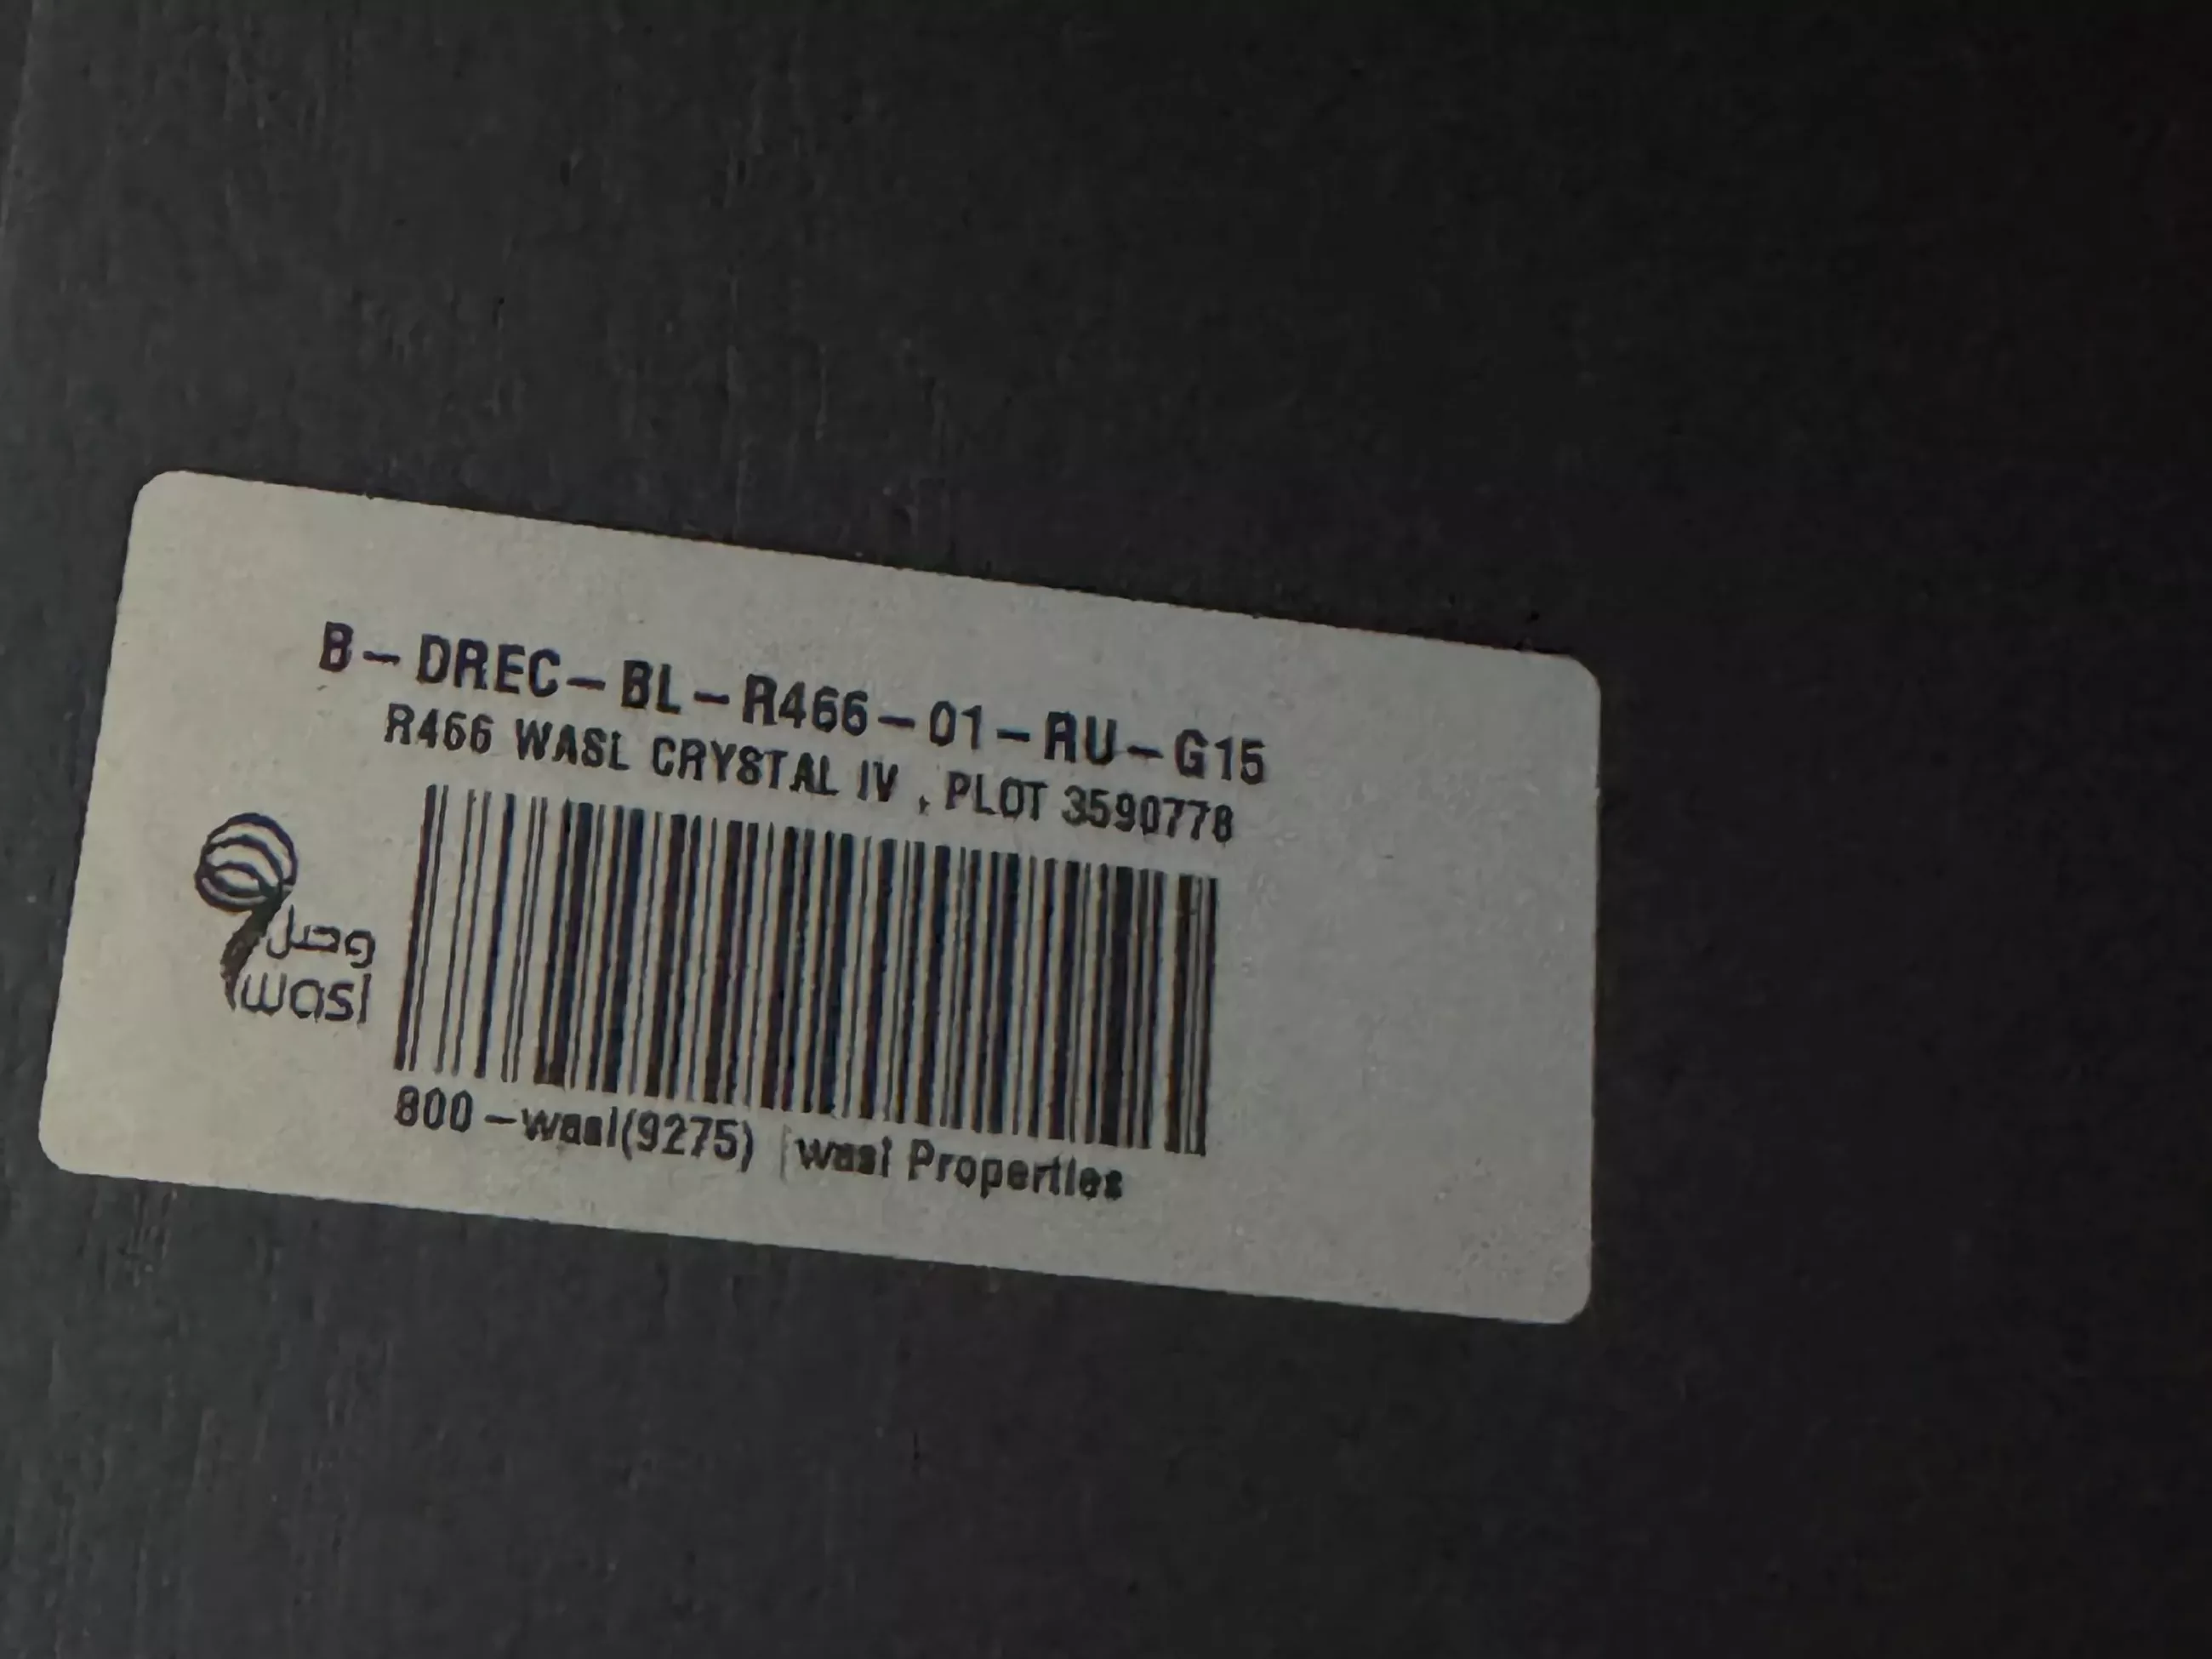 B-DREC-BL-R466-01-RU-G15
R466 WASL CRYSTAL IV , PLOT 3590778
وصل
wasl
800-wasl(9275) |wasl Properties